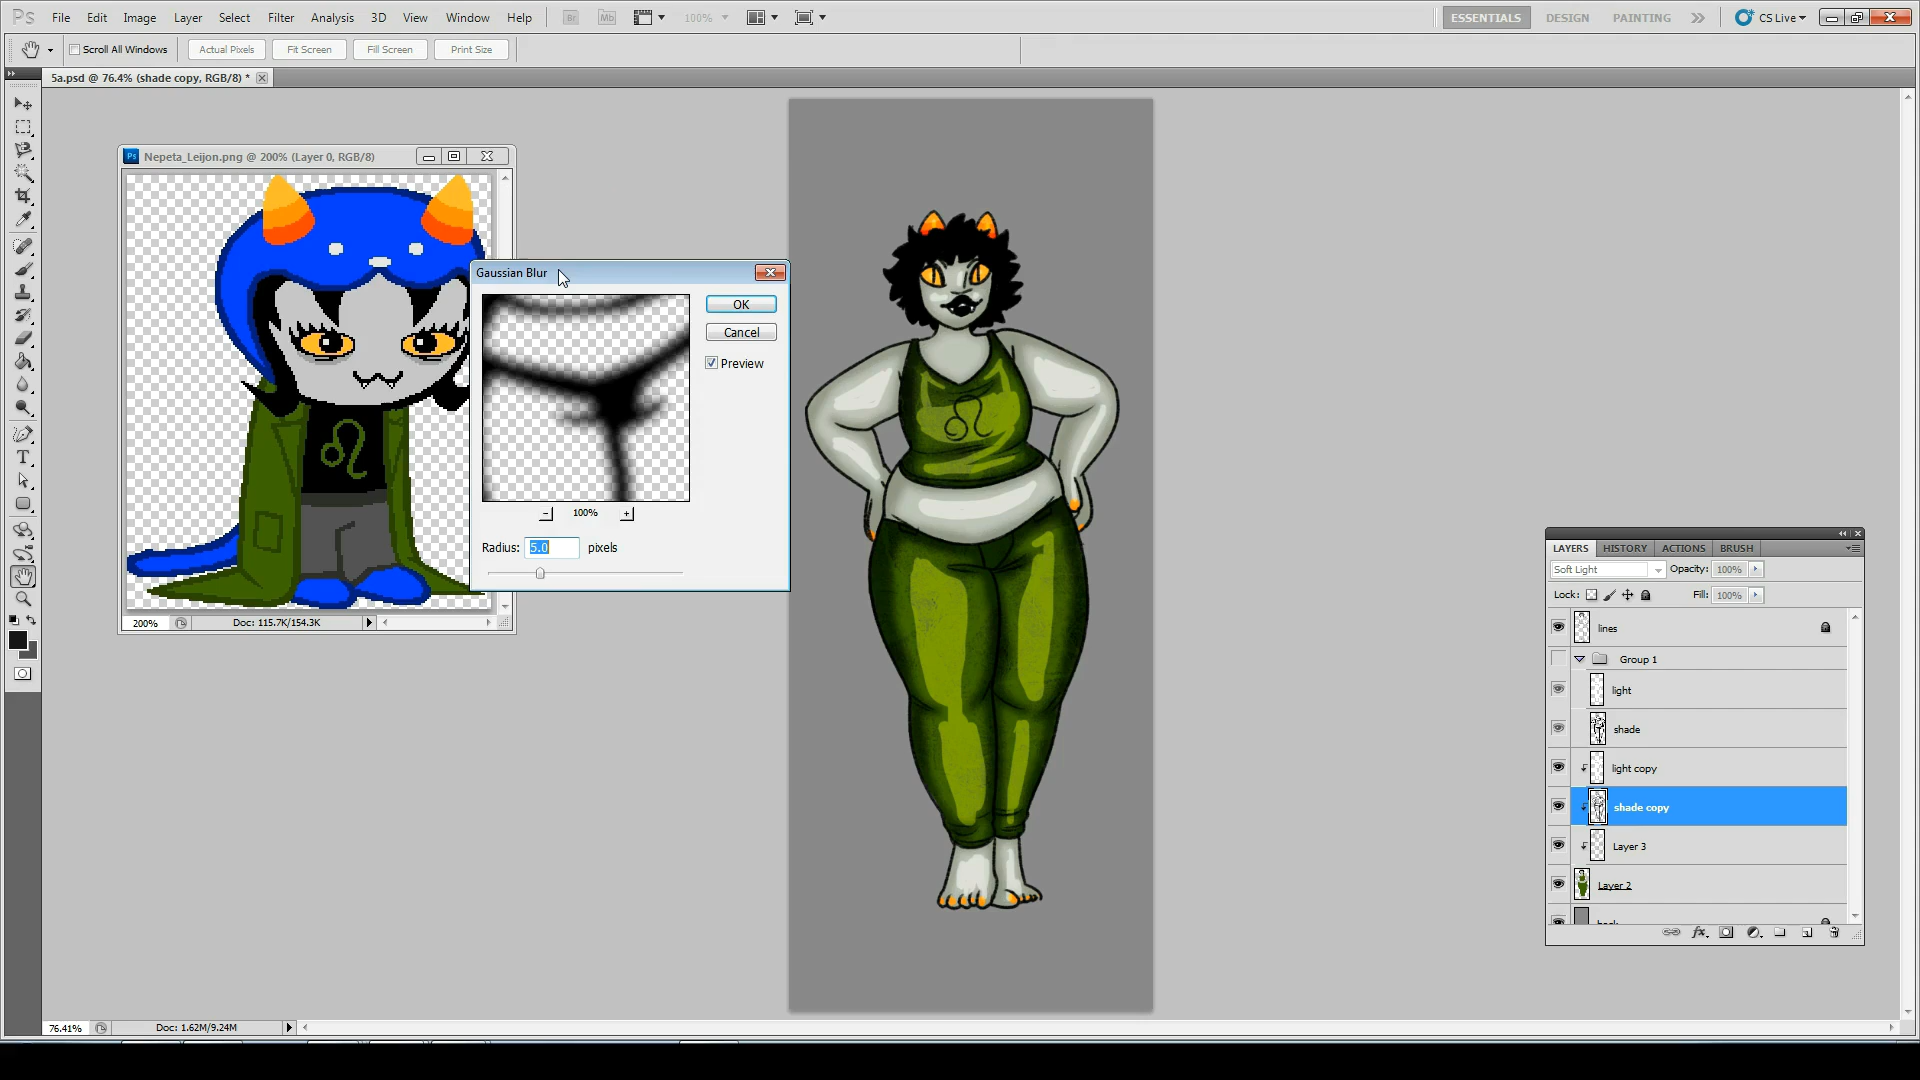 Ps File Edit Image Layer Select Filter Analysis 3D View Window Help Br Mb 100% ESSENTIALS DESIGN PAINTING CS Live
Scroll All Windows Actual Pixels Fit Screen Fill Screen Print Size
5a.psd @ 76.4% (shade copy, RGB/8) *
Ps Nepeta_Leijon.png @ 200% (Layer 0, RGB/8)
Gaussian Blur
OK
Cancel
Preview
100%
Radius: 5.0 pixels
200% Doc: 115.7K/154.3K
LAYERS HISTORY ACTIONS BRUSH
Soft Light Opacity: 100%
Lock: Fill: 100%
lines
Group 1
light
shade
light copy
shade copy
Layer 3
Layer 2
76.41% Doc: 1.62M/9.24M